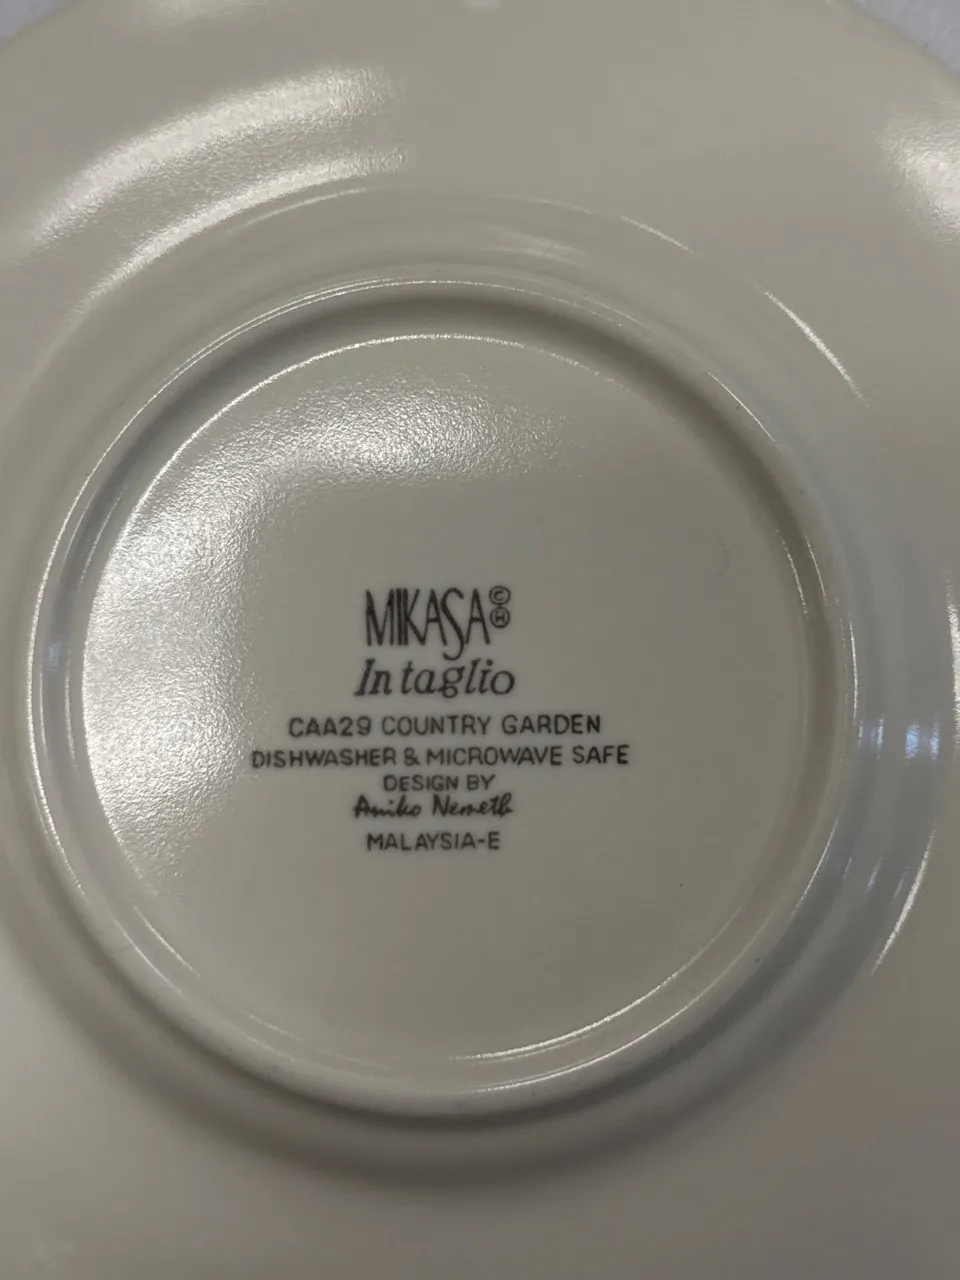 MIKASA©®
Intaglio
CAA29 COUNTRY GARDEN
DISHWASHER & MICROWAVE SAFE
DESIGN BY
Aniko Nemeth
MALAYSIA-E